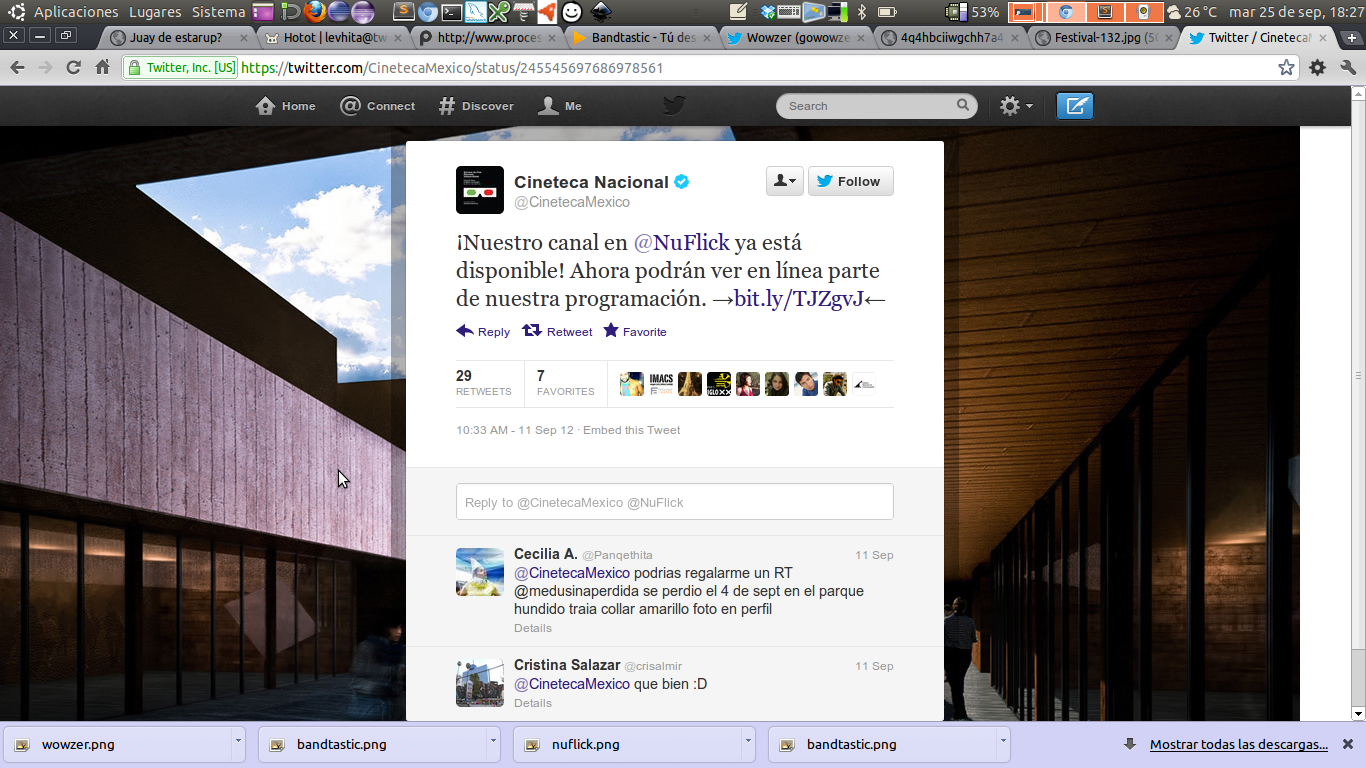 Aplicaciones Lugares Sistema 53% 26 °C mar 25 de sep, 18:27
Juay de estarup? Hotot | levhita@tw http://www.proces Bandtastic - Tú des Wowzer (gowowze 4q4hbciiwgchh7a4 Festival-132.jpg (50 Twitter / CinetecaM
Twitter, Inc. [US] https://twitter.com/CinetecaMexico/status/245545697686978561
Home Connect Discover Me Search
Cineteca Nacional
@CinetecaMexico
Follow
¡Nuestro canal en @NuFlick ya está
disponible! Ahora podrán ver en línea parte
de nuestra programación. →bit.ly/TJZgvJ←
Reply Retweet Favorite
29 7
RETWEETS FAVORITES
IMACS
10:33 AM - 11 Sep 12 · Embed this Tweet
Reply to @CinetecaMexico @NuFlick
Cecilia A. @Panqethita 11 Sep
@CinetecaMexico podrias regalarme un RT
@medusinaperdida se perdio el 4 de sept en el parque
hundido traia collar amarillo foto en perfil
Details
Cristina Salazar @crisalmir 11 Sep
@CinetecaMexico que bien :D
Details
wowzer.png bandtastic.png nuflick.png bandtastic.png Mostrar todas las descargas...